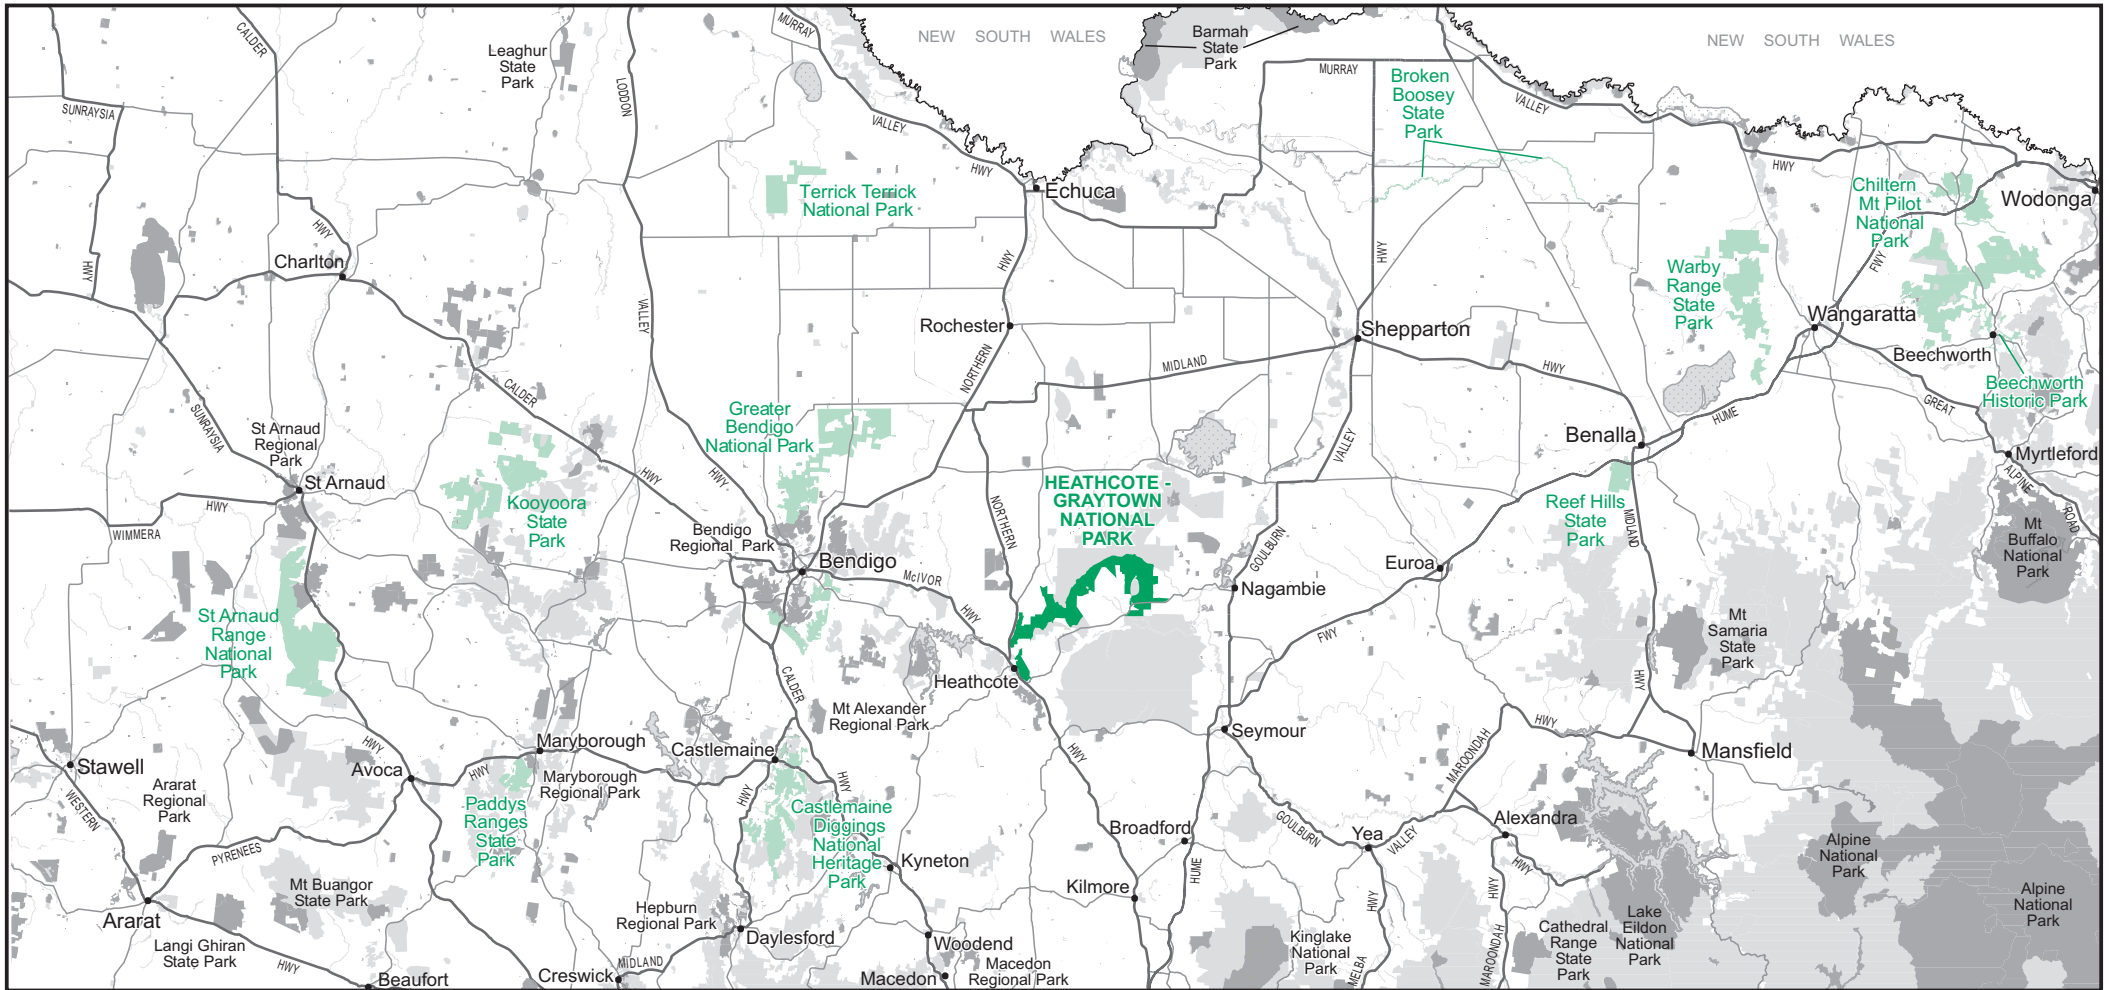 CALDER
Leaghur
State
Park
LODDON
MURRAY
NEW SOUTH WALES
Barmah
State
Park
MURRAY
Broken
Boosey
State
Park
VALLEY
NEW SOUTH WALES
SUNRAYSIA
HWY
VALLEY
HWY
Terrick Terrick
National Park
Echuca
HWY
Chiltern
Mt Pilot
National
Park
Wodonga
HWY
Charlton
HWY
HWY
FWY
Warby
Range
State
Park
VALLEY
Rochester
Shepparton
Wangaratta
Beechworth
Beechworth
Historic Park
NORTHERN
MIDLAND
HWY
CALDER
SUNRAYSIA
GREAT
HUME
Greater
Bendigo
National Park
St Arnaud
Regional
Park
St Arnaud
VALLEY
Benalla
Myrtleford
ALPINE
ROAD
HWY
HWY
HWY
WIMMERA
Kooyoora
State
Park
NORTHERN
HEATHCOTE -
GRAYTOWN
NATIONAL
PARK
Reef Hills
State
Park
MIDLAND
Mt
Buffalo
National
Park
Bendigo
Regional Park
Bendigo
McIVOR
HWY
GOULBURN
Nagambie
Euroa
FWY
St Arnaud
Range
National
Park
Mt
Samaria
State
Park
HWY
Heathcote
CALDER
Mt Alexander
Regional Park
HWY
Seymour
HWY
Mansfield
MAROONDAH
HWY
Stawell
WESTERN
Ararat
Regional
Park
Avoca
HWY
Maryborough
Maryborough
Regional Park
Castlemaine
HWY
HWY
Paddys
Ranges
State
Park
Castlemaine
Diggings
National
Heritage
Park
PYRENEES
Broadford
GOULBURN
Yea
VALLEY
Alexandra
HWY
Alpine
National
Park
Kyneton
Kilmore
HUME
HWY
HWY
Mt Buangor
State Park
Ararat
Langi Ghiran
State Park
HWY
Beaufort
Hepburn
Regional Park
Daylesford
MIDLAND
Creswick
Woodend
Macedon
Macedon
Regional Park
Kinglake
National
Park
MELBA
MAROONDAH
Cathedral
Range
State
Park
Lake
Eildon
National
Park
Alpine
National
Park